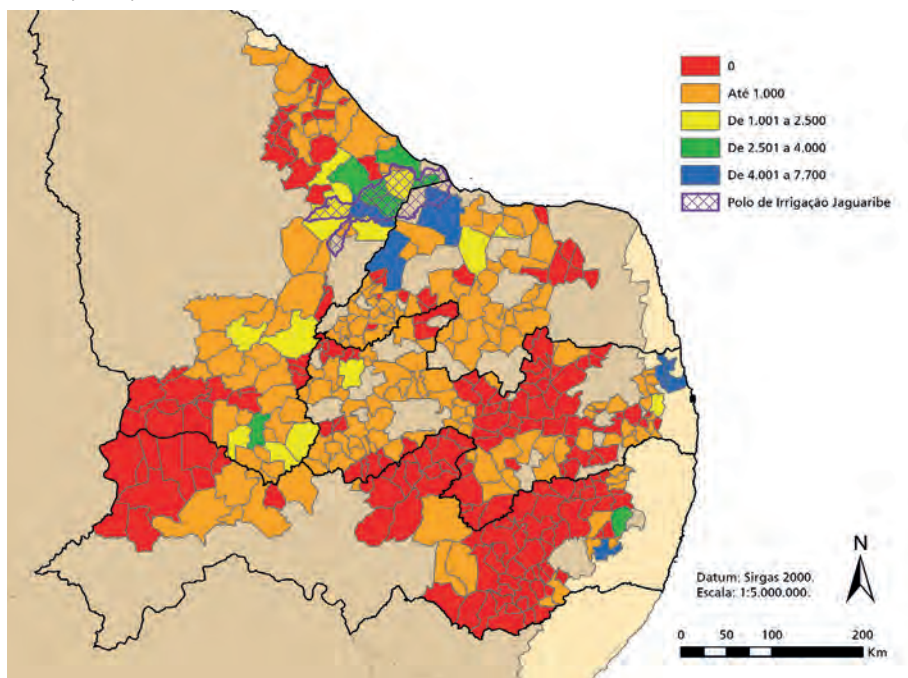 0
Até 1.000
De 1.001 a 2.500
De 2.501 a 4.000
De 4.001 a 7.700
Polo de Irrigação Jaguaribe
N
Datum: Sirgas 2000.
Escala: 1:5.000.000.
0 50 100 200
Km